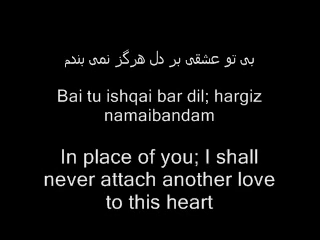 بی تو عشقی بر دل هرگز نمی بندم
Bai tu ishqai bar dil; hargiz
namaibandam
In place of you; I shall
never attach another love
to this heart